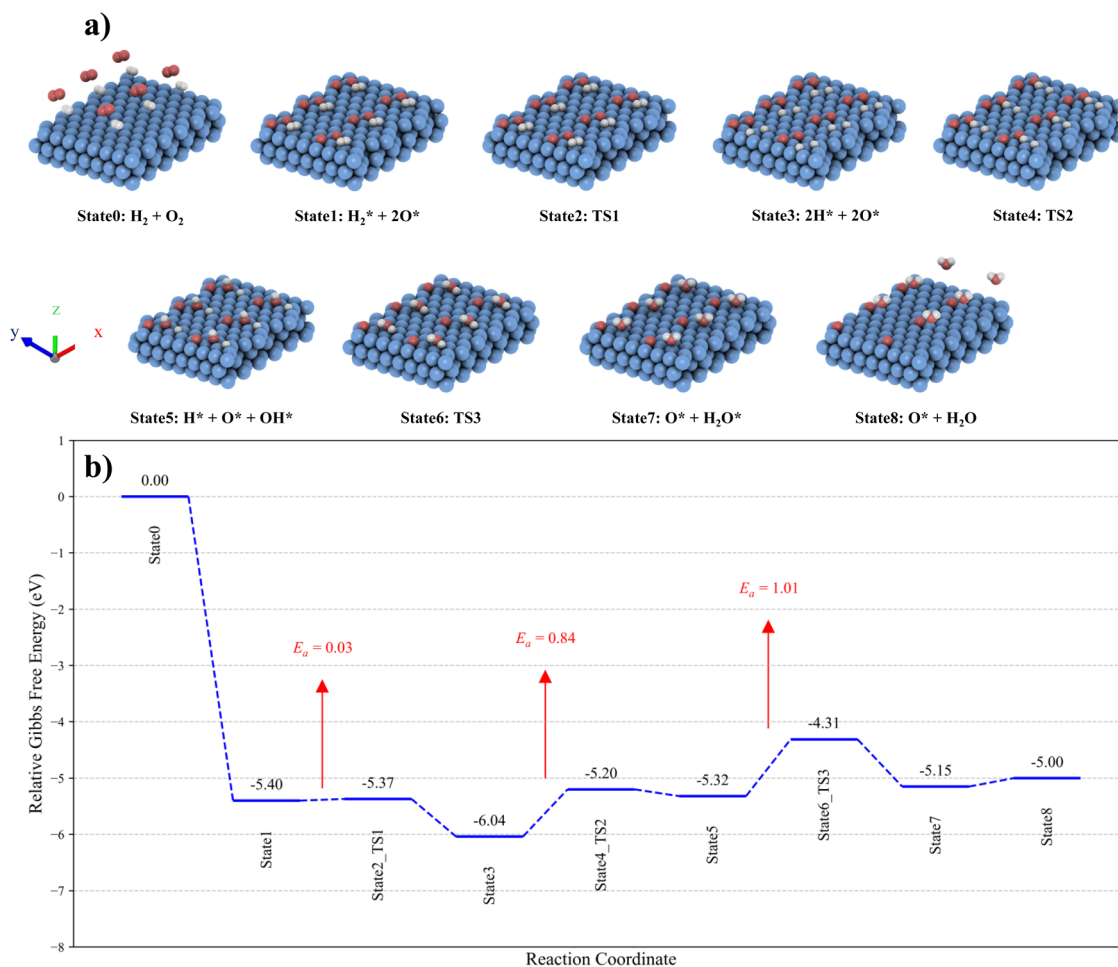 a)
State0: H₂ + O₂
State1: H₂* + 2O*
State2: TS1
State3: 2H* + 2O*
State4: TS2
z
y
x
State5: H* + O* + OH*
State6: TS3
State7: O* + H₂O*
State8: O* + H₂O
b)
Relative Gibbs Free Energy (eV)
1
0
−1
−2
−3
−4
−5
−6
−7
−8
0.00
State0
-5.40
State1
E_a = 0.03
-5.37
State2_TS1
-6.04
State3
E_a = 0.84
-5.20
State4_TS2
-5.32
State5
E_a = 1.01
-4.31
State6_TS3
-5.15
State7
-5.00
State8
Reaction Coordinate